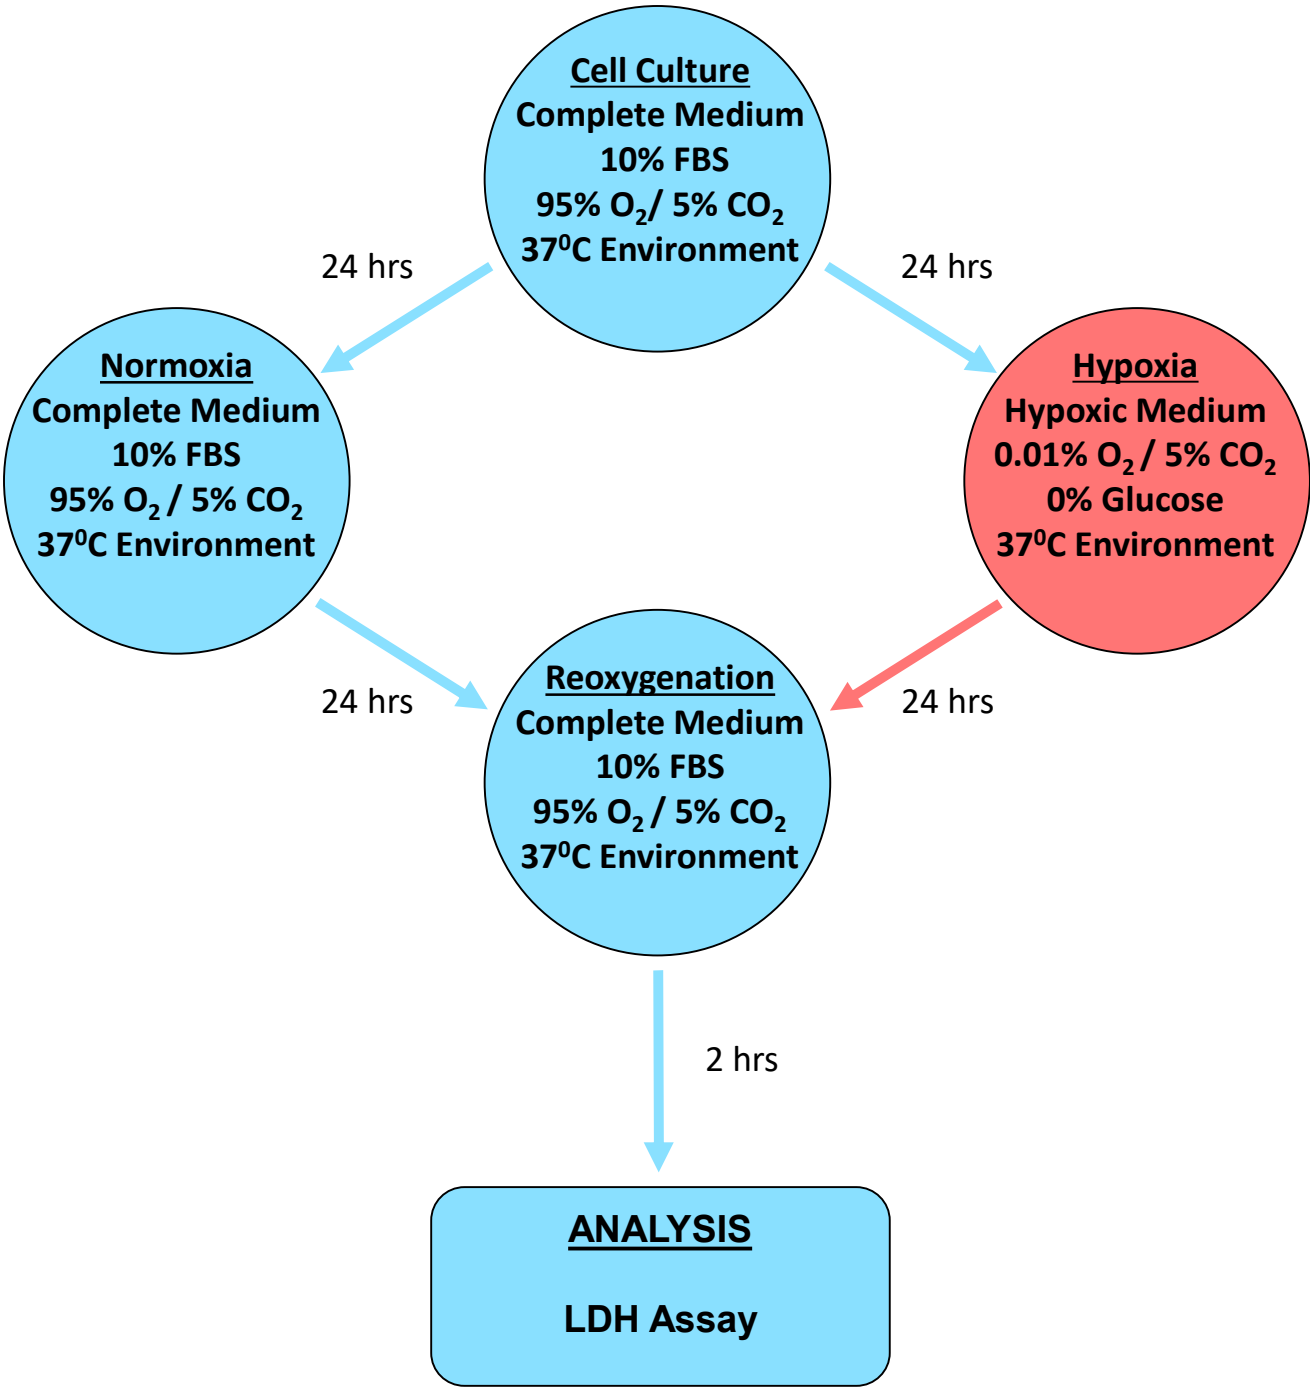 Cell Culture
Complete Medium
10% FBS
95% O₂/ 5% CO₂
37⁰C Environment
24 hrs
24 hrs
Normoxia
Complete Medium
10% FBS
95% O₂ / 5% CO₂
37⁰C Environment
Hypoxia
Hypoxic Medium
0.01% O₂ / 5% CO₂
0% Glucose
37⁰C Environment
24 hrs
24 hrs
Reoxygenation
Complete Medium
10% FBS
95% O₂ / 5% CO₂
37⁰C Environment
2 hrs
ANALYSIS
LDH Assay